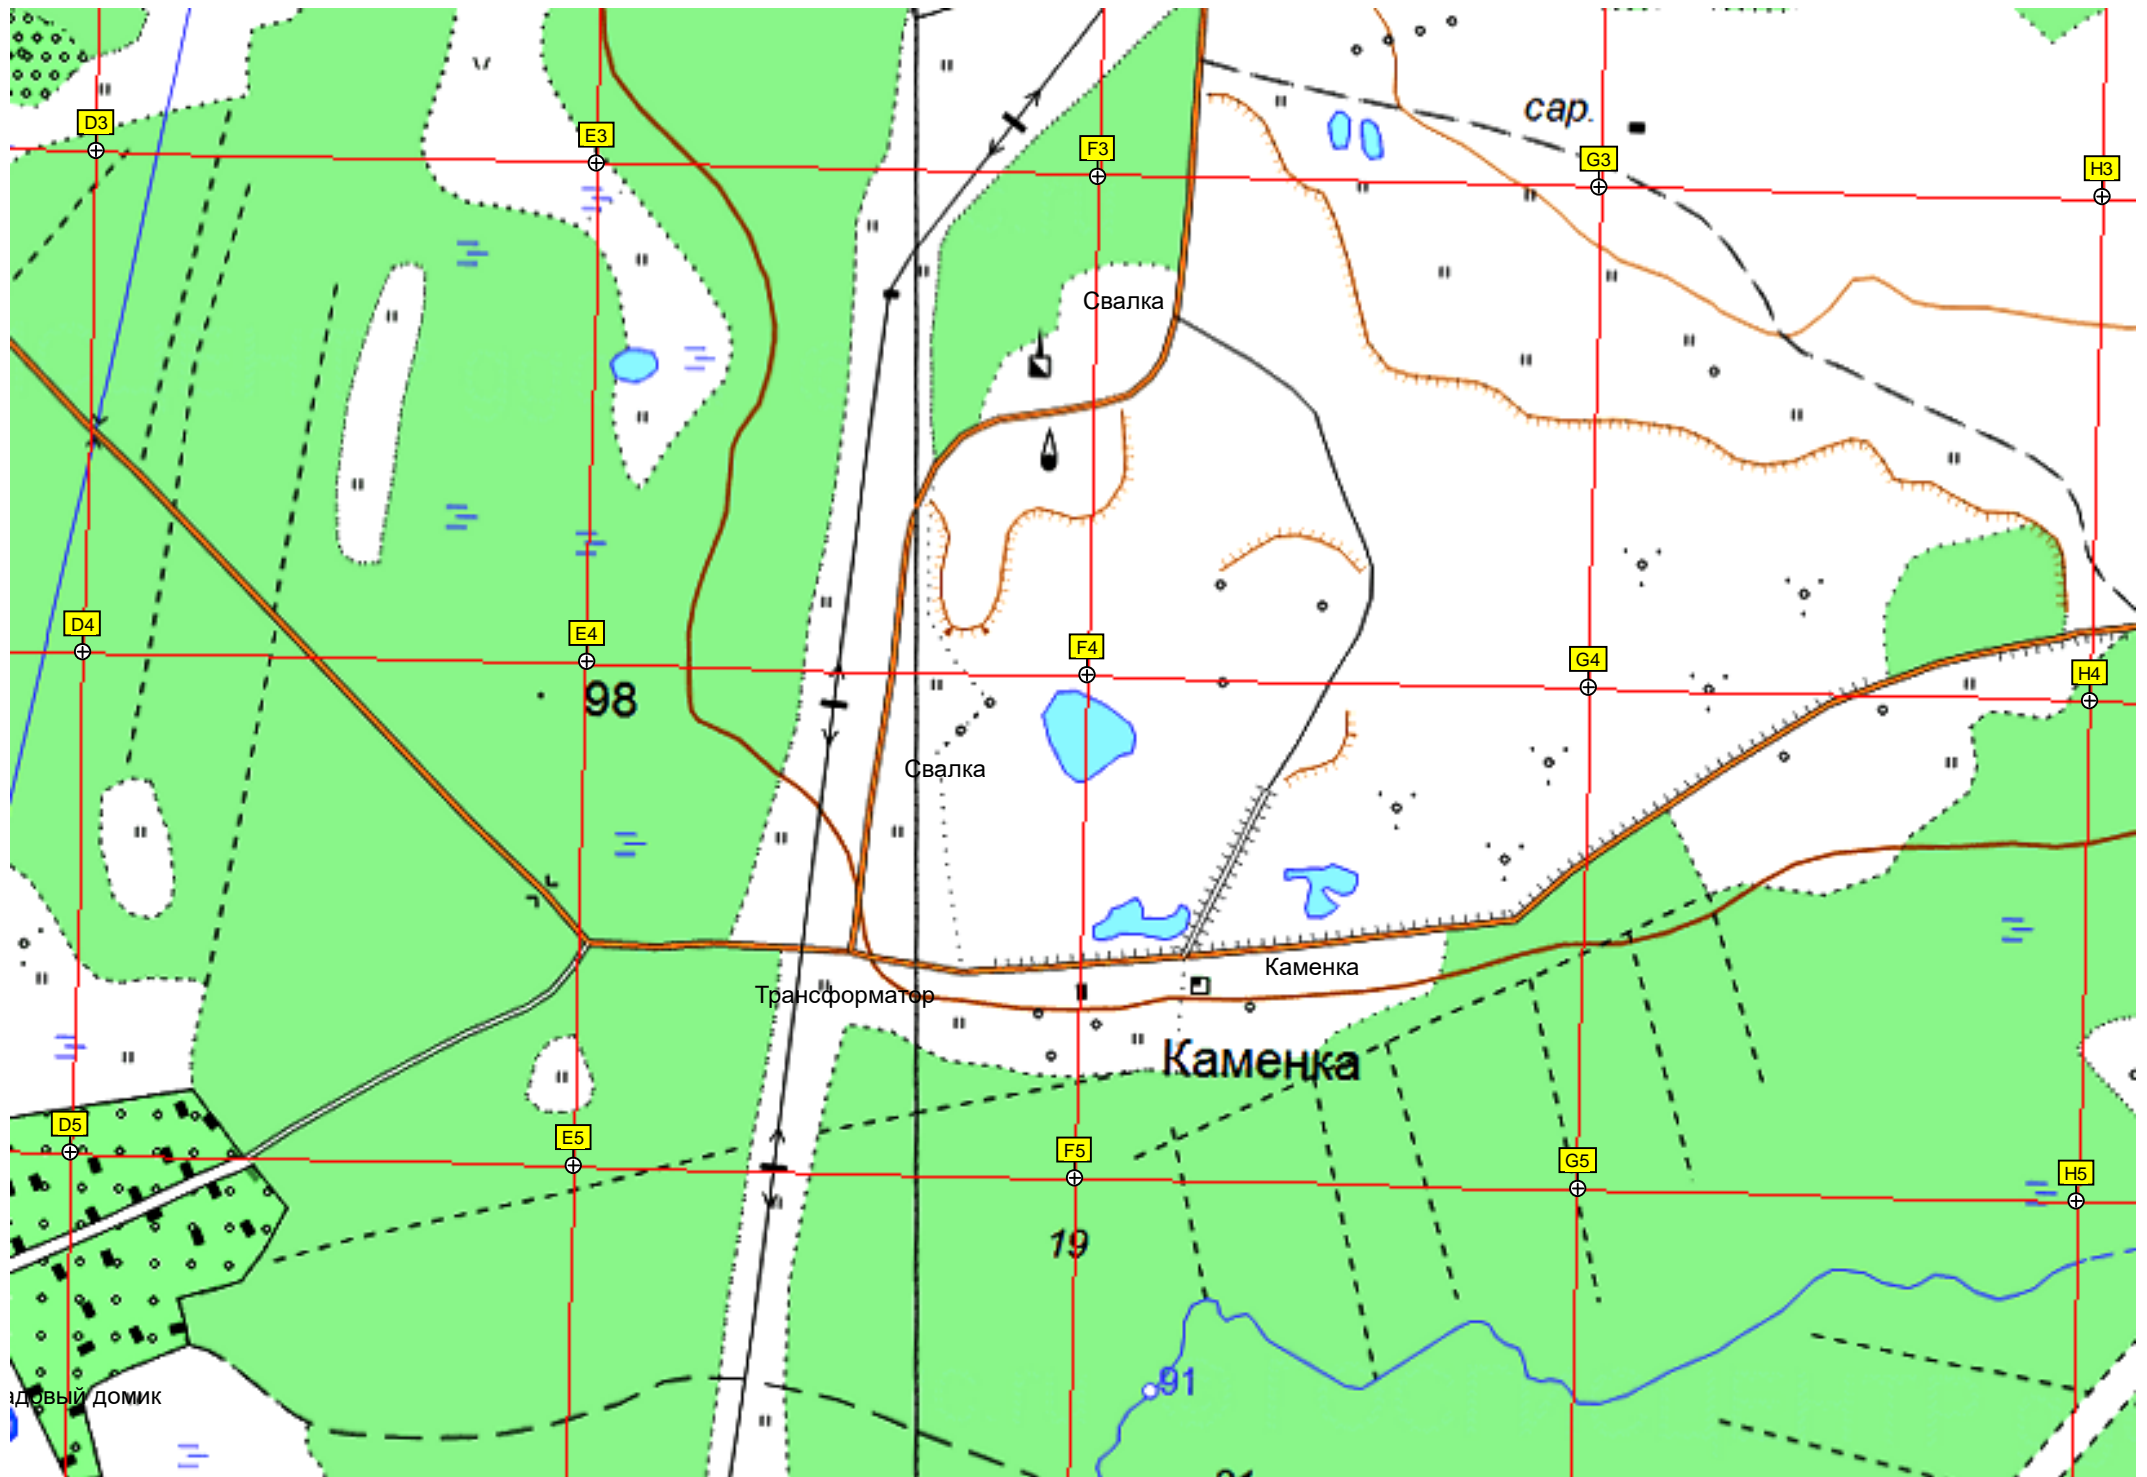 сар.
D3
E3
F3
G3
H3
Свалка
D4
E4
F4
G4
H4
98
Свалка
Каменка
Трансформатор
Каменка
D5
E5
F5
G5
H5
19
91
адовый домик